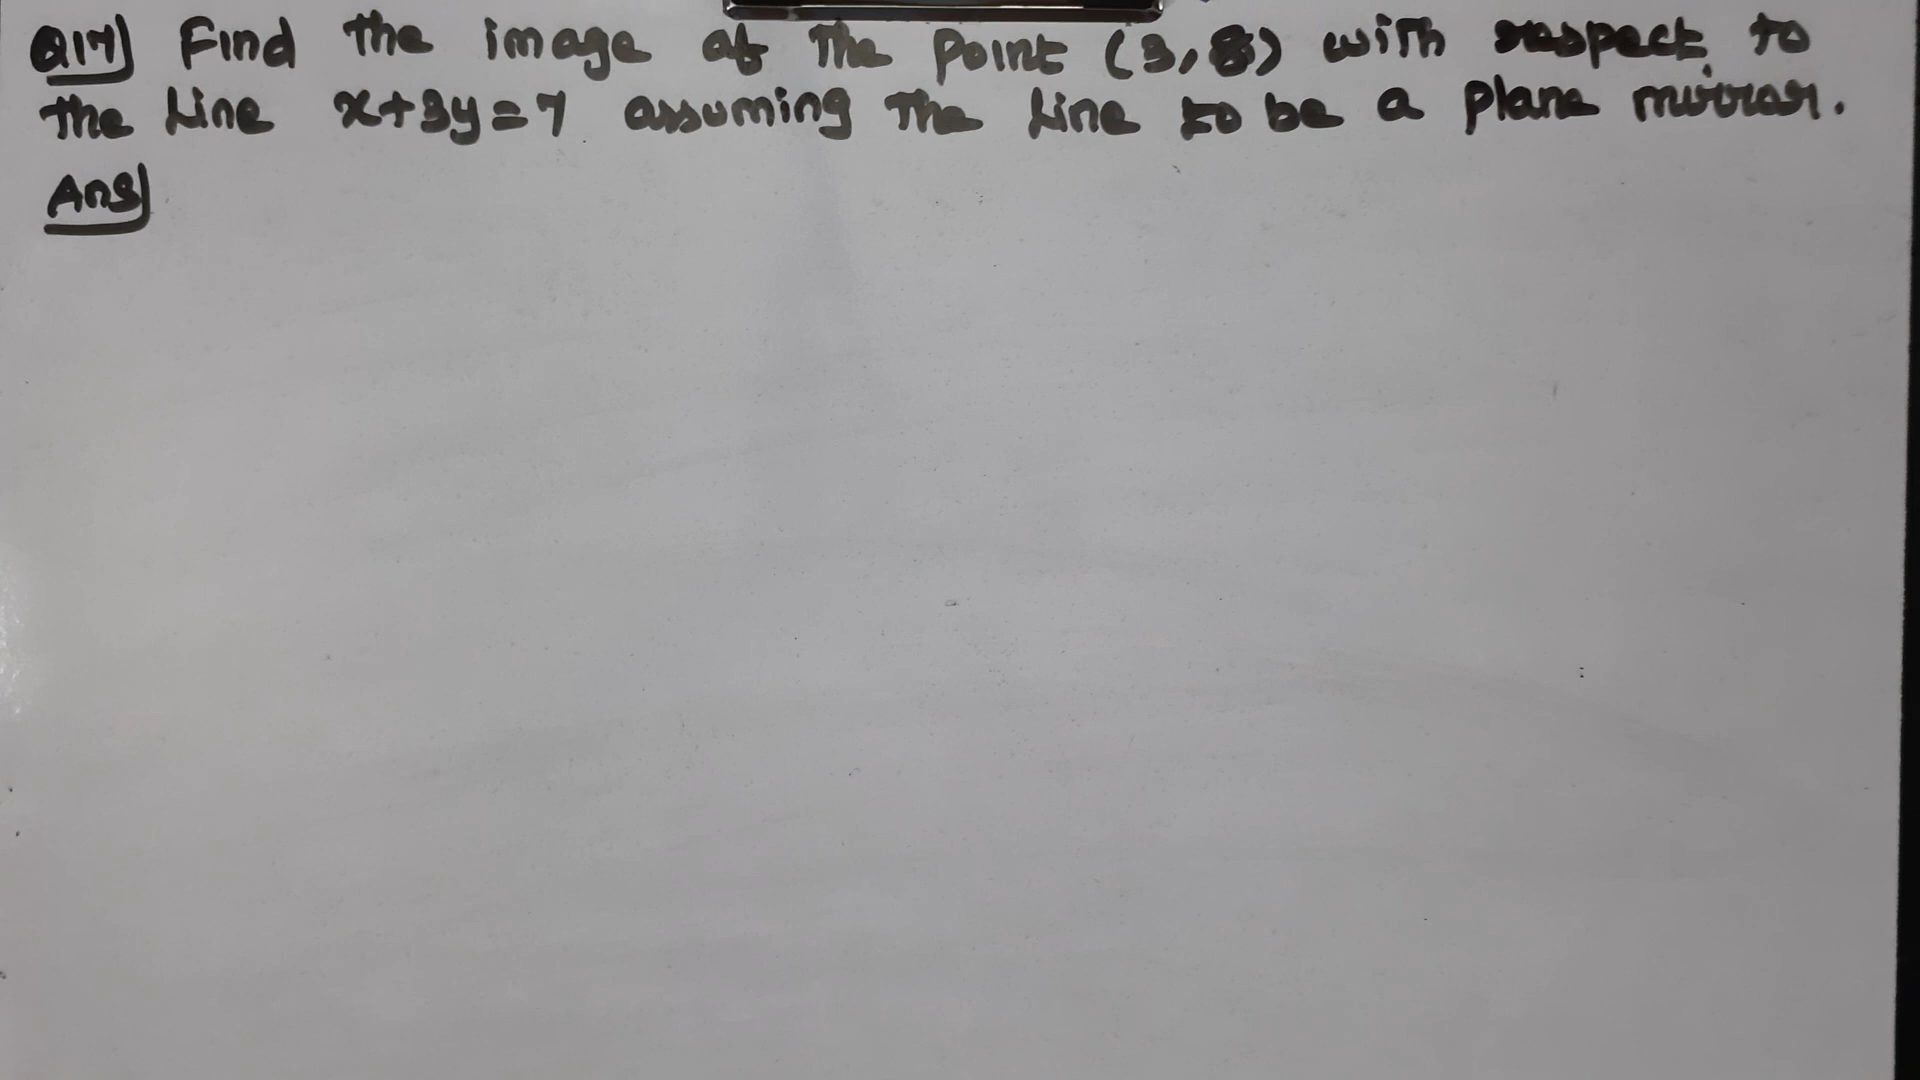 Q17) Find the image of the point (3,8) with respect to
the line x+3y=7 assuming the line to be a plane mirror.
Ans)